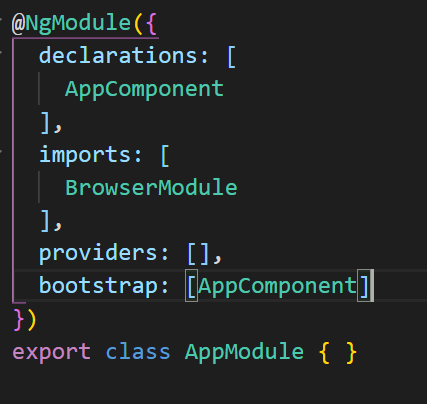 @NgModule({
  declarations: [
    AppComponent
  ],
  imports: [
    BrowserModule
  ],
  providers: [],
  bootstrap: [AppComponent]
})
export class AppModule { }